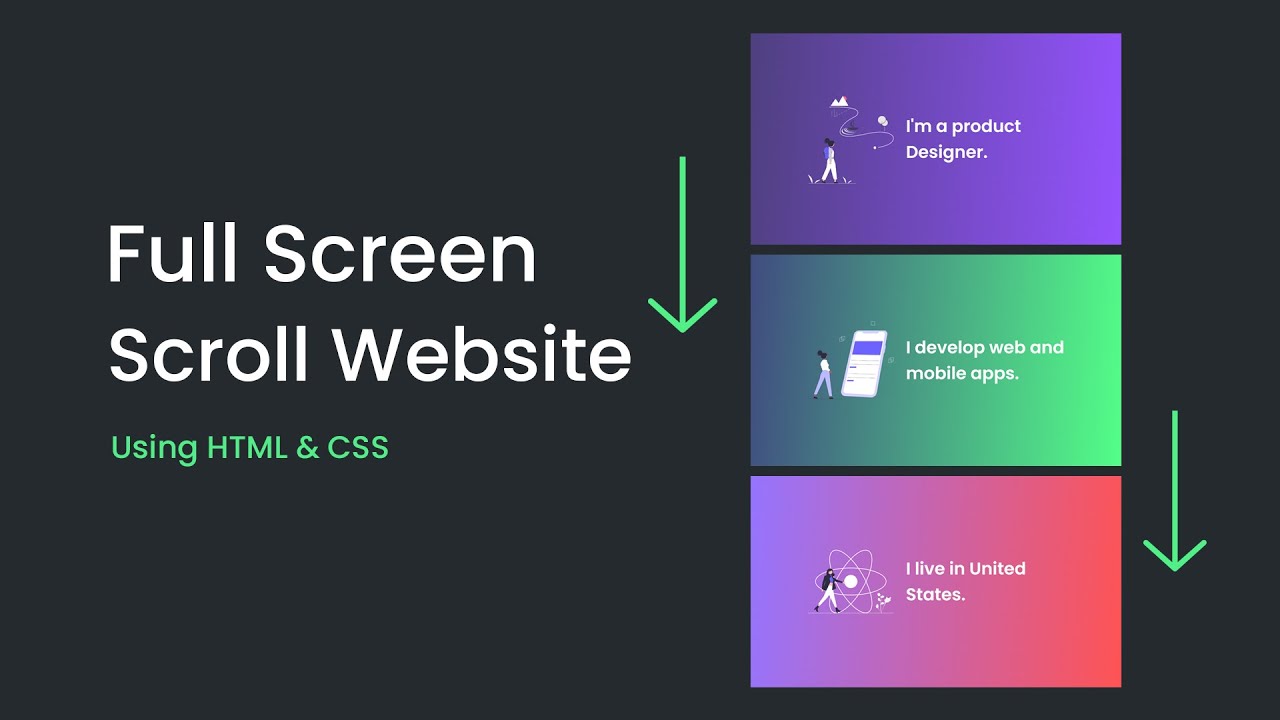 Full Screen
Scroll Website
Using HTML & CSS
I'm a product
Designer.
I develop web and
mobile apps.
I live in United
States.